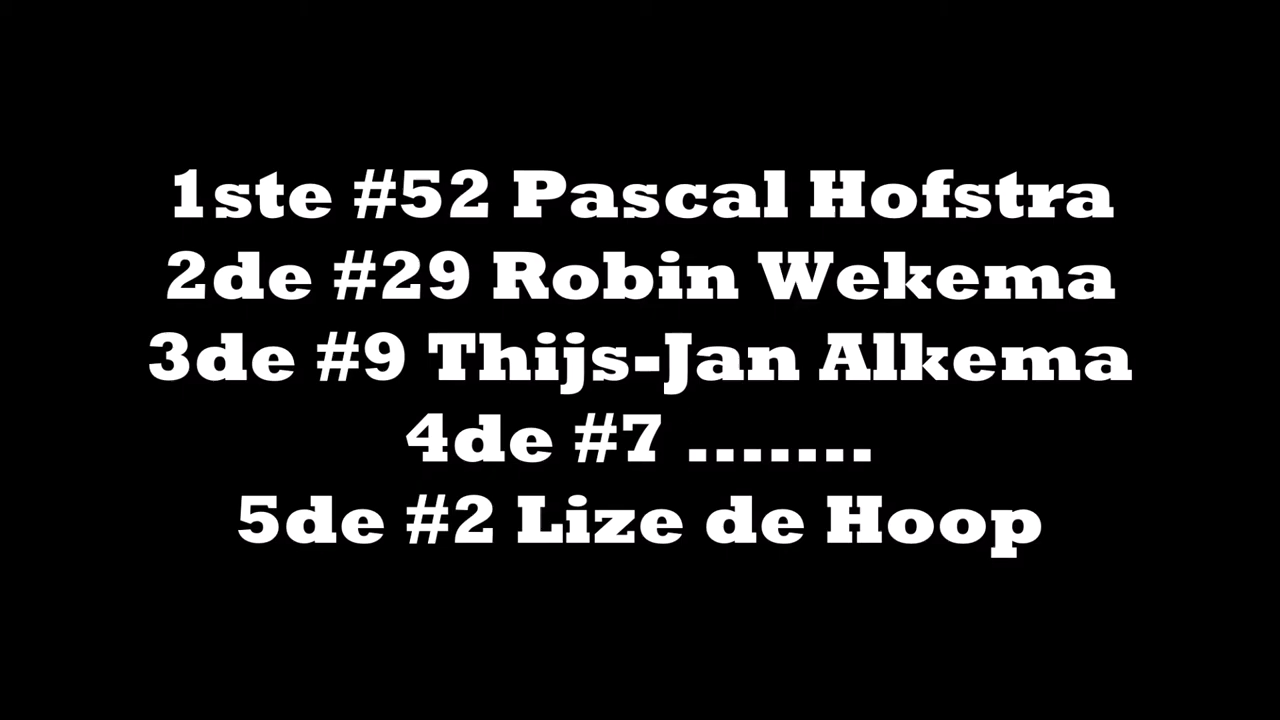 1ste #52 Pascal Hofstra
2de #29 Robin Wekema
3de #9 Thijs-Jan Alkema
4de #7 .......
5de #2 Lize de Hoop